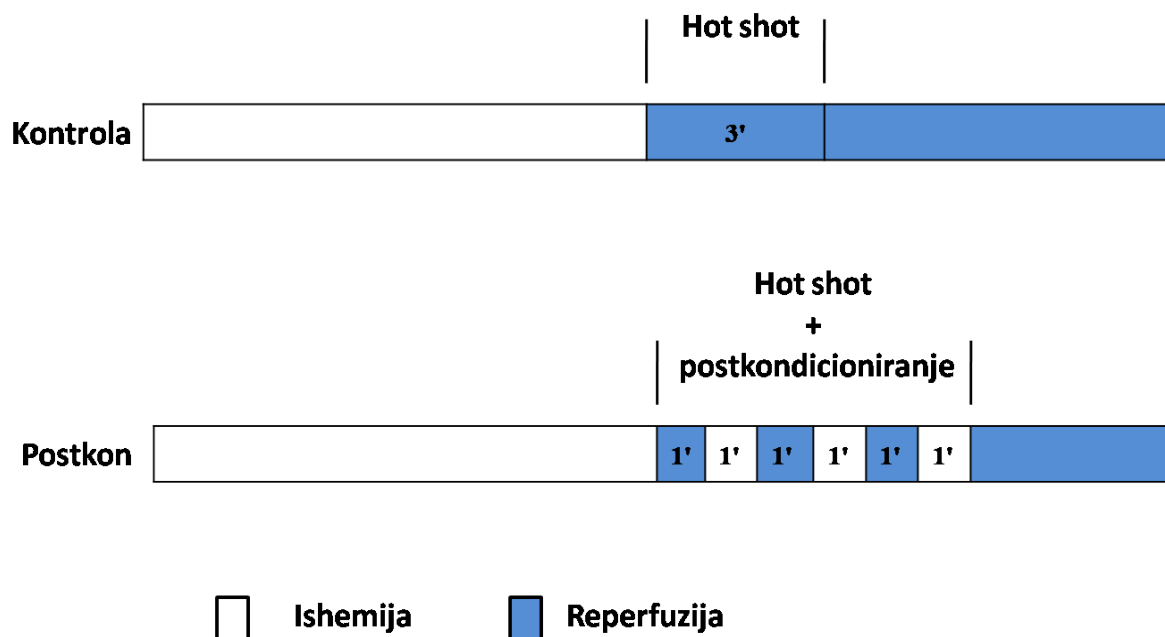 Hot shot
Kontrola
3'
Hot shot
+
postkondicioniranje
Postkon
1' 1' 1' 1' 1' 1'
Ishemija Reperfuzija